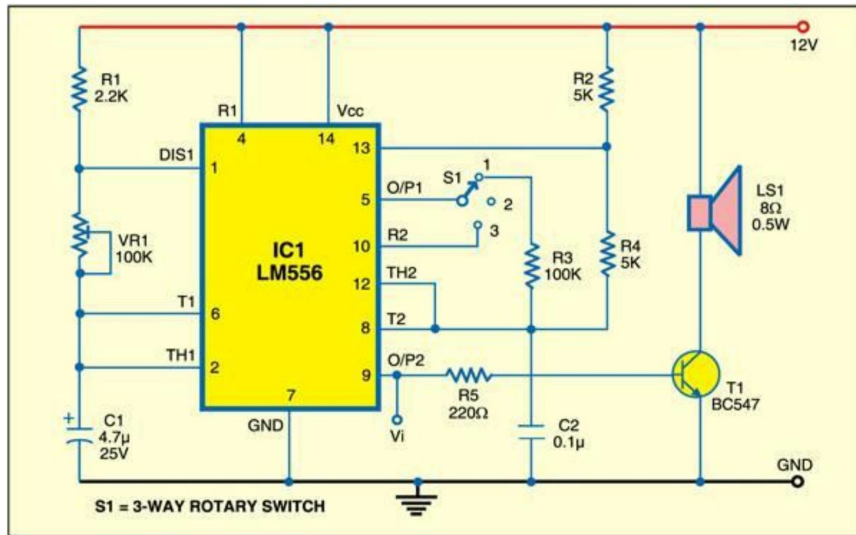 12V
R1
2.2K
R1
4
Vcc
14
R2
5K
DIS1
1
13
S1
1
2
3
O/P1
5
LS1
8Ω
0.5W
VR1
100K
IC1
LM556
R2
10
R3
100K
R4
5K
TH2
12
T1
6
T2
8
TH1
2
O/P2
9
T1
BC547
7
GND
R5
220Ω
Vi
+
C1
4.7µ
25V
C2
0.1µ
GND
S1 = 3-WAY ROTARY SWITCH